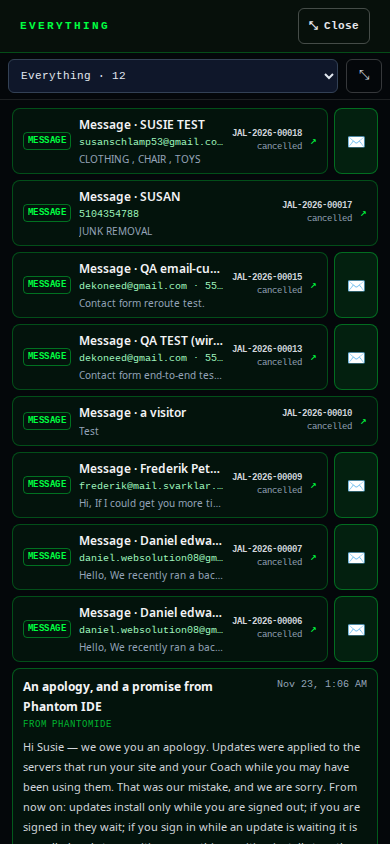 EVERYTHING
⤡ Close
Everything · 12
⤡
MESSAGE
Message · SUSIE TEST
susanschlamp53@gmail.co…
CLOTHING , CHAIR , TOYS
JAL-2026-00018
cancelled ↗
MESSAGE
Message · SUSAN
5104354788
JUNK REMOVAL
JAL-2026-00017
cancelled ↗
MESSAGE
Message · QA email-cu…
dekoneed@gmail.com · 55…
Contact form reroute test.
JAL-2026-00015
cancelled ↗
MESSAGE
Message · QA TEST (wir…
dekoneed@gmail.com · 55…
Contact form end-to-end tes…
JAL-2026-00013
cancelled ↗
MESSAGE
Message · a visitor
Test
JAL-2026-00010
cancelled ↗
MESSAGE
Message · Frederik Pet…
frederik@mail.svarklar.…
Hi, If I could get you more ti…
JAL-2026-00009
cancelled ↗
MESSAGE
Message · Daniel edwa…
daniel.websolution08@gm…
Hello, We recently ran a bac…
JAL-2026-00007
cancelled ↗
MESSAGE
Message · Daniel edwa…
daniel.websolution08@gm…
Hello, We recently ran a bac…
JAL-2026-00006
cancelled ↗
An apology, and a promise from
Phantom IDE
Nov 23, 1:06 AM
FROM PHANTOMIDE
Hi Susie — we owe you an apology. Updates were applied to the
servers that run your site and your Coach while you may have
been using them. That was our mistake, and we are sorry. From
now on: updates install only while you are signed out; if you are
signed in they wait; if you sign in while an update is waiting it is